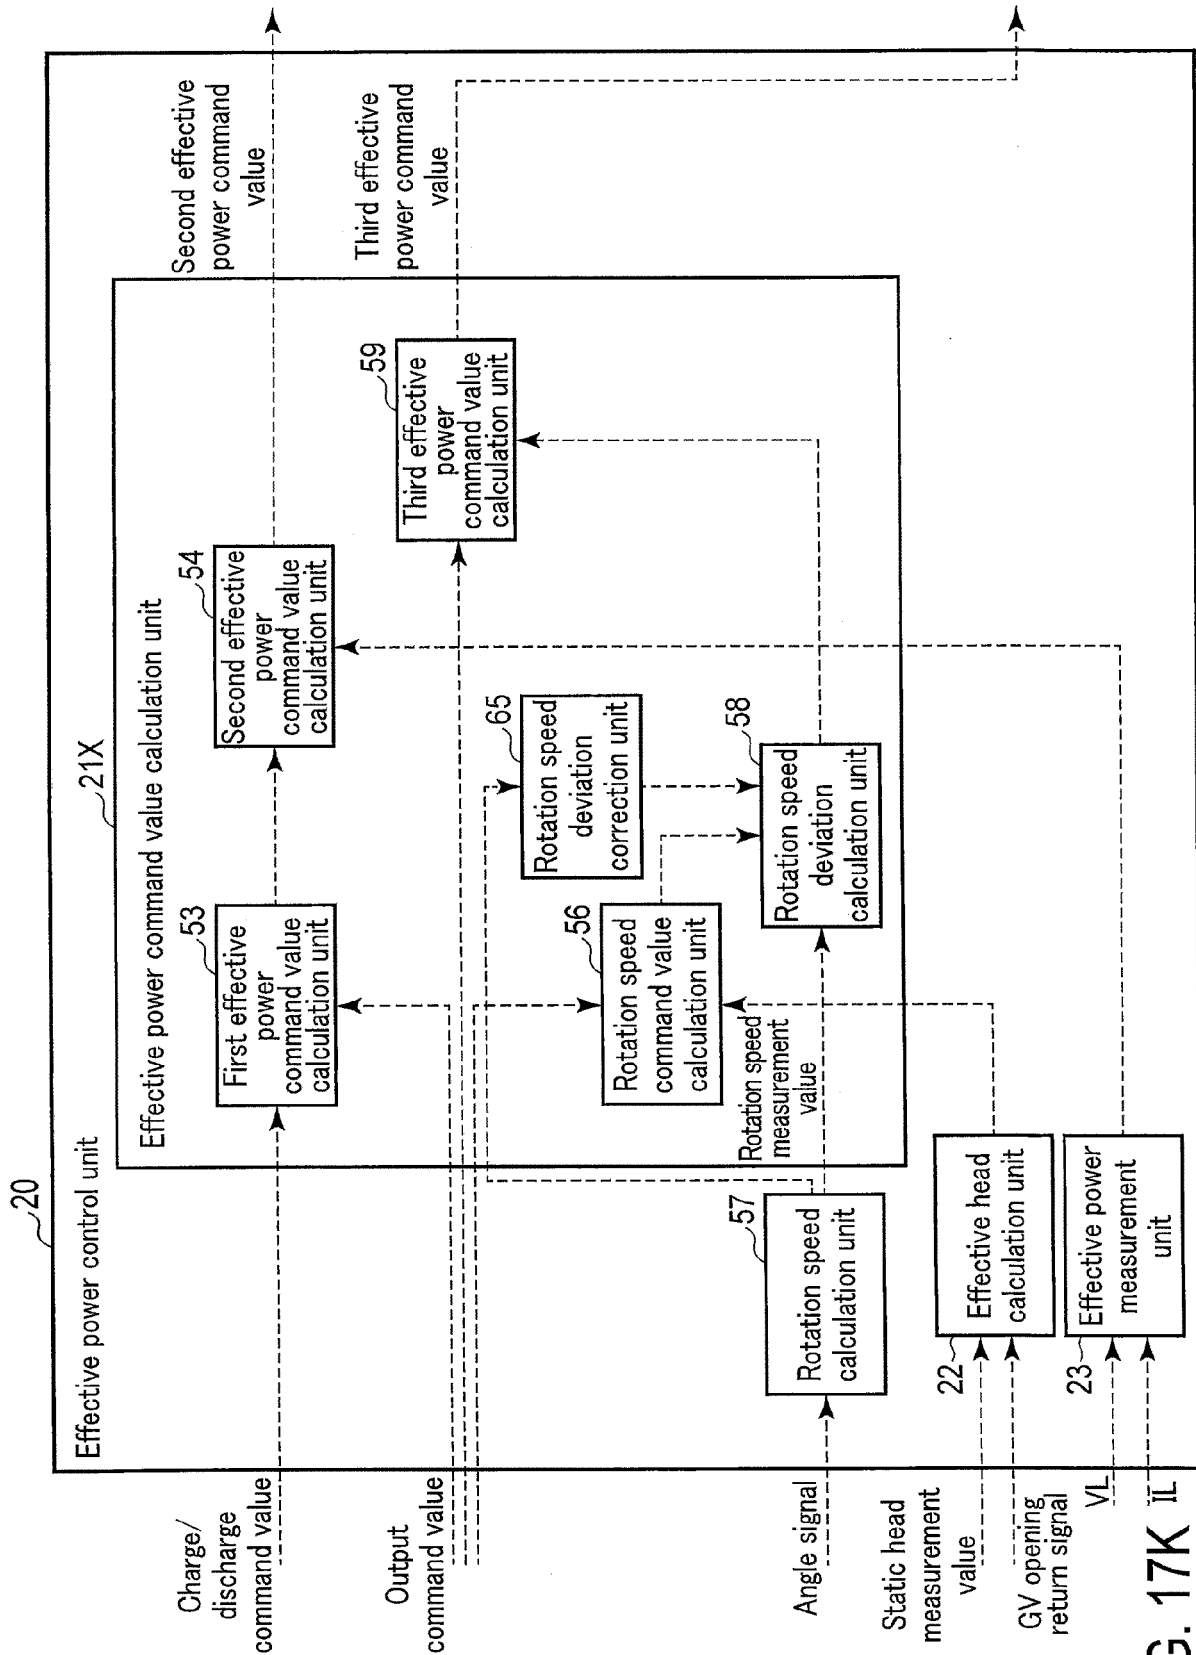 20
Effective power control unit
21X
Effective power command value calculation unit
Charge/
discharge
command value
53
First effective
power
command value
calculation unit
54
Second effective
power
command value
calculation unit
Second effective
power command
value
Output
command value
59
Third effective
power
command value
calculation unit
Third effective
power command
value
65
Rotation speed
deviation
correction unit
56
Rotation speed
command value
calculation unit
58
Rotation speed
deviation
calculation unit
Rotation speed
measurement
value
Angle signal
57
Rotation speed
calculation unit
Static head
measurement
value
GV opening
return signal
22
Effective head
calculation unit
VL
IL
23
Effective power
measurement
unit
G. 17K